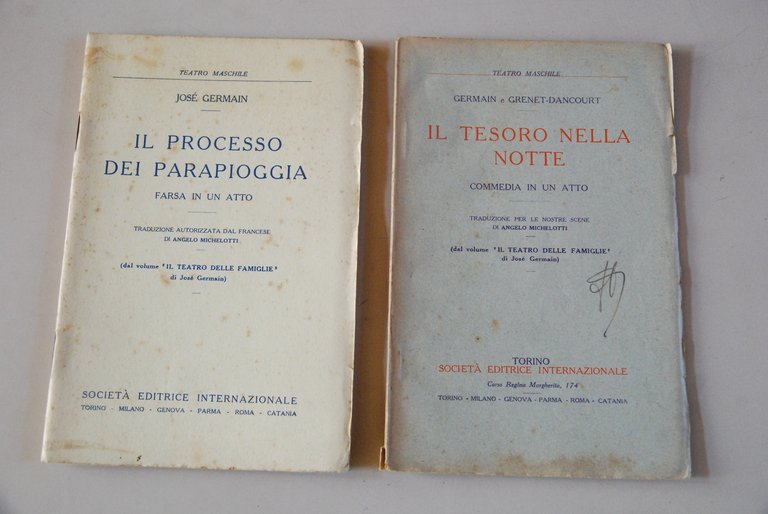 TEATRO MASCHILE
JOSÉ GERMAIN
IL PROCESSO
DEI PARAPIOGGIA
FARSA IN UN ATTO
TRADUZIONE AUTORIZZATA DAL FRANCESE
DI ANGELO MICHELOTTI
(dal volume "IL TEATRO DELLE FAMIGLIE"
di José Germain)
SOCIETÀ EDITRICE INTERNAZIONALE
TORINO - MILANO - GENOVA - PARMA - ROMA - CATANIA
TEATRO MASCHILE
GERMAIN e GRENET-DANCOURT
IL TESORO NELLA
NOTTE
COMMEDIA IN UN ATTO
TRADUZIONE PER LE NOSTRE SCENE
DI ANGELO MICHELOTTI
(dal volume "IL TEATRO DELLE FAMIGLIE"
di José Germain)
TORINO
SOCIETÀ EDITRICE INTERNAZIONALE
Corso Regina Margherita, 174
TORINO - MILANO - GENOVA - PARMA - ROMA - CATANIA